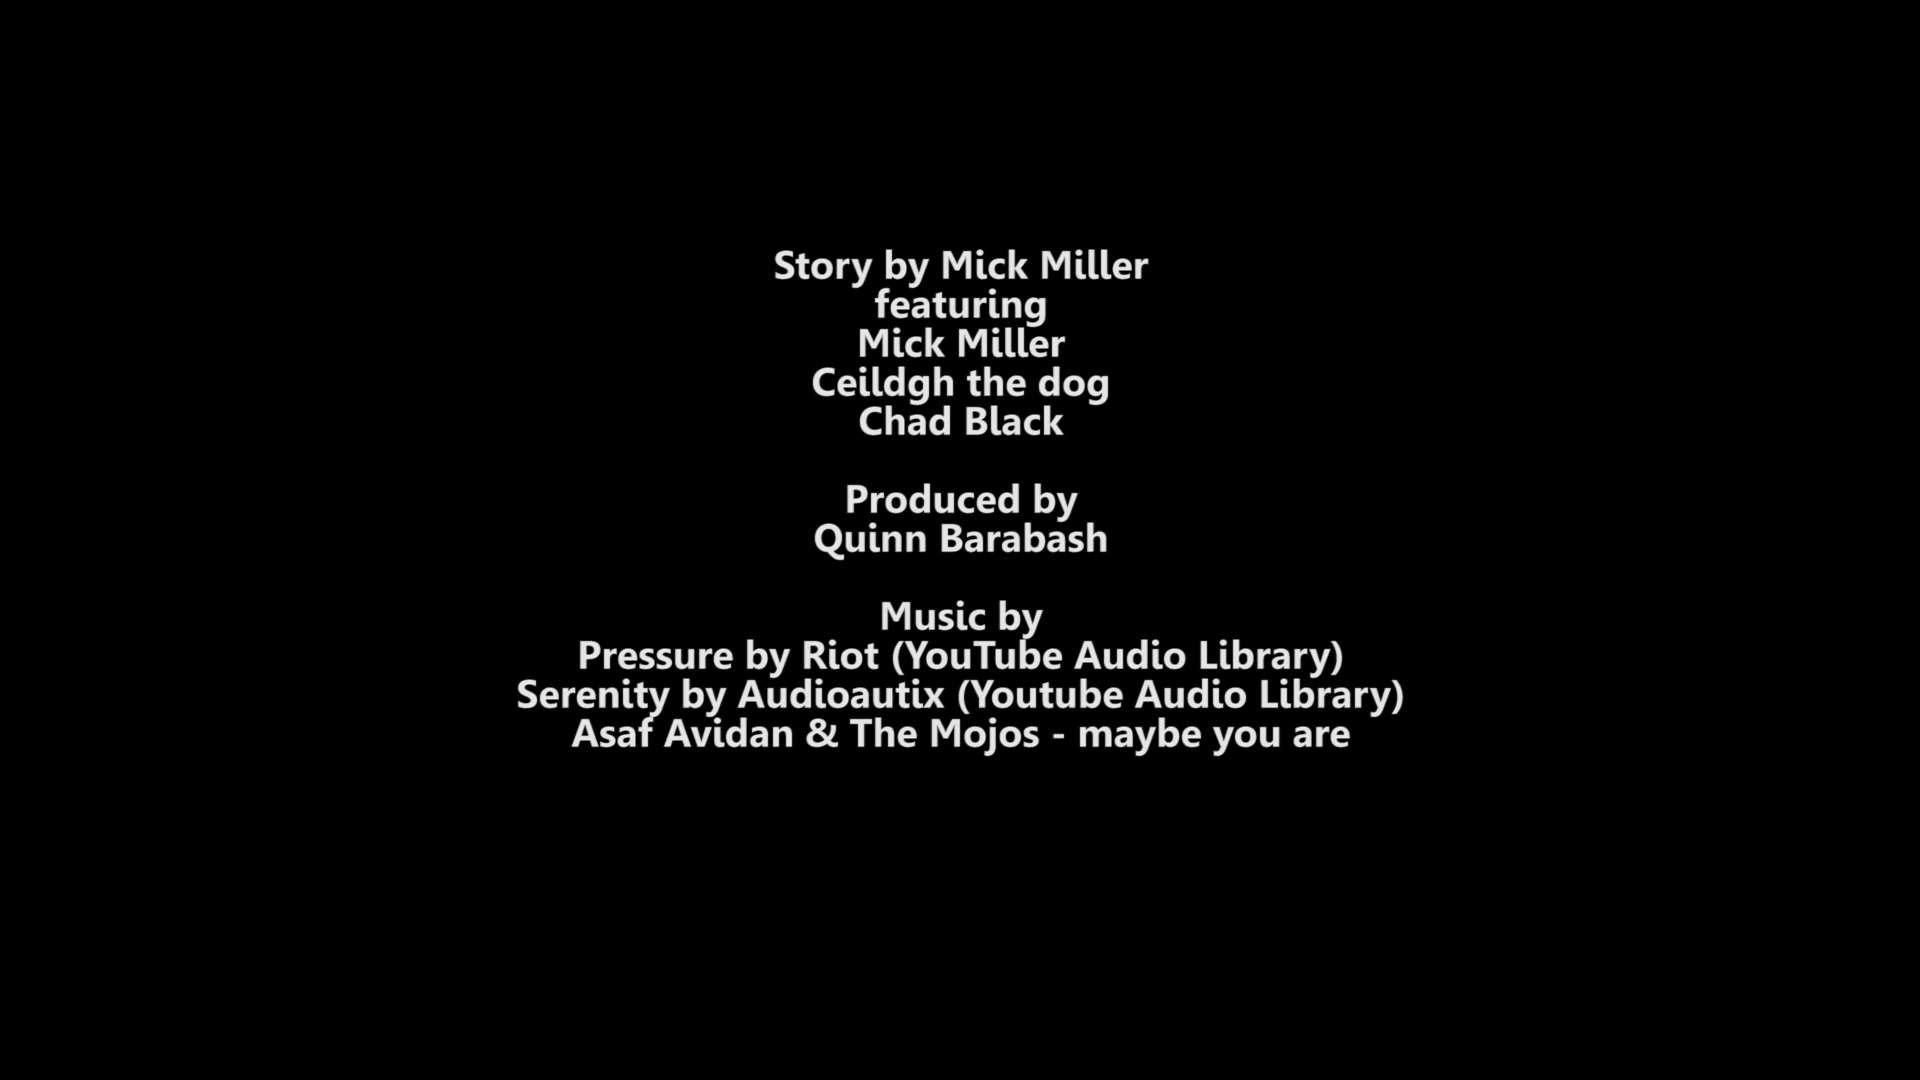 Story by Mick Miller
featuring
Mick Miller
Ceildgh the dog
Chad Black
Produced by
Quinn Barabash
Music by
Pressure by Riot (YouTube Audio Library)
Serenity by Audioautix (Youtube Audio Library)
Asaf Avidan & The Mojos - maybe you are